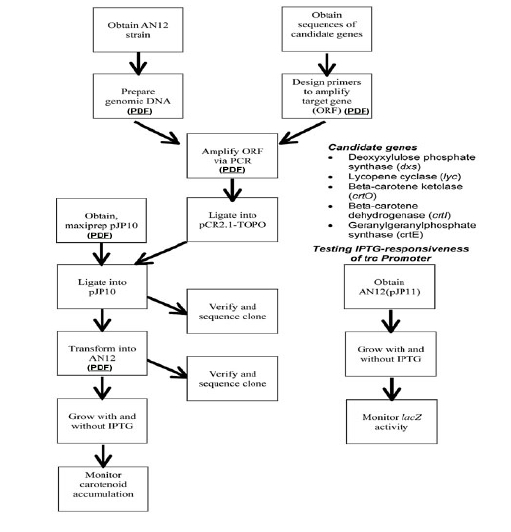 Obtain AN12
strain
Obtain
sequences of
candidate genes
Prepare
genomic DNA
(PDF)
Design primers
to amplify
target gene
(ORF) (PDF)
Amplify ORF
via PCR
(PDF)
Candidate genes
• Deoxyxylulose phosphate
synthase (dxs)
• Lycopene cyclase (lyc)
• Beta-carotene ketolase
(crtO)
• Beta-carotene
dehydrogenase (crtI)
• Geranylgeranylphosphate
synthase (crtE)
Obtain,
maxiprep pJP10
(PDF)
Ligate into
pCR2.1-TOPO
Testing IPTG-responsiveness
of trc Promoter
Ligate into
pJP10
Verify and
sequence clone
Obtain
AN12(pJP11)
Transform into
AN12
(PDF)
Verify and
sequence clone
Grow with and
without IPTG
Grow with and
without IPTG
Monitor lacZ
activity
Monitor
carotenoid
accumulation